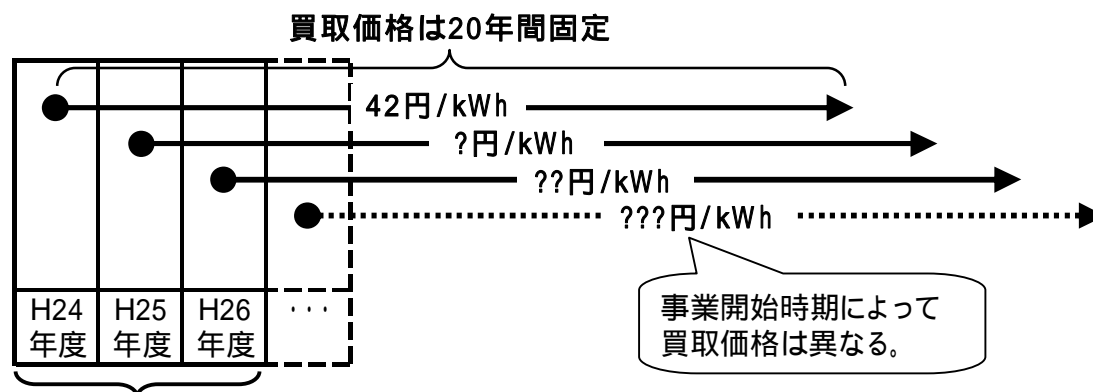 買取価格は20年間固定
42円/kWh
?円/kWh
??円/kWh
???円/kWh
事業開始時期によって
買取価格は異なる。
H24
年度
H25
年度
H26
年度
・・・